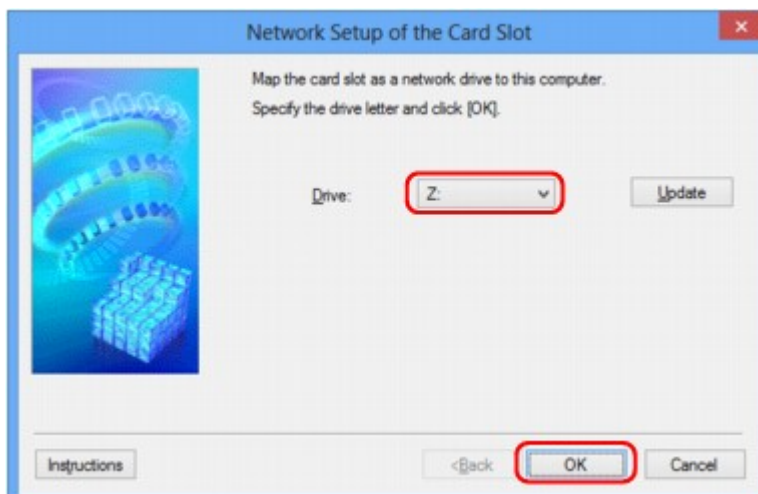 Network Setup of the Card Slot
Map the card slot as a network drive to this computer.
Specify the drive letter and click [OK].
Drive: Z: Update
Instructions <Back OK Cancel